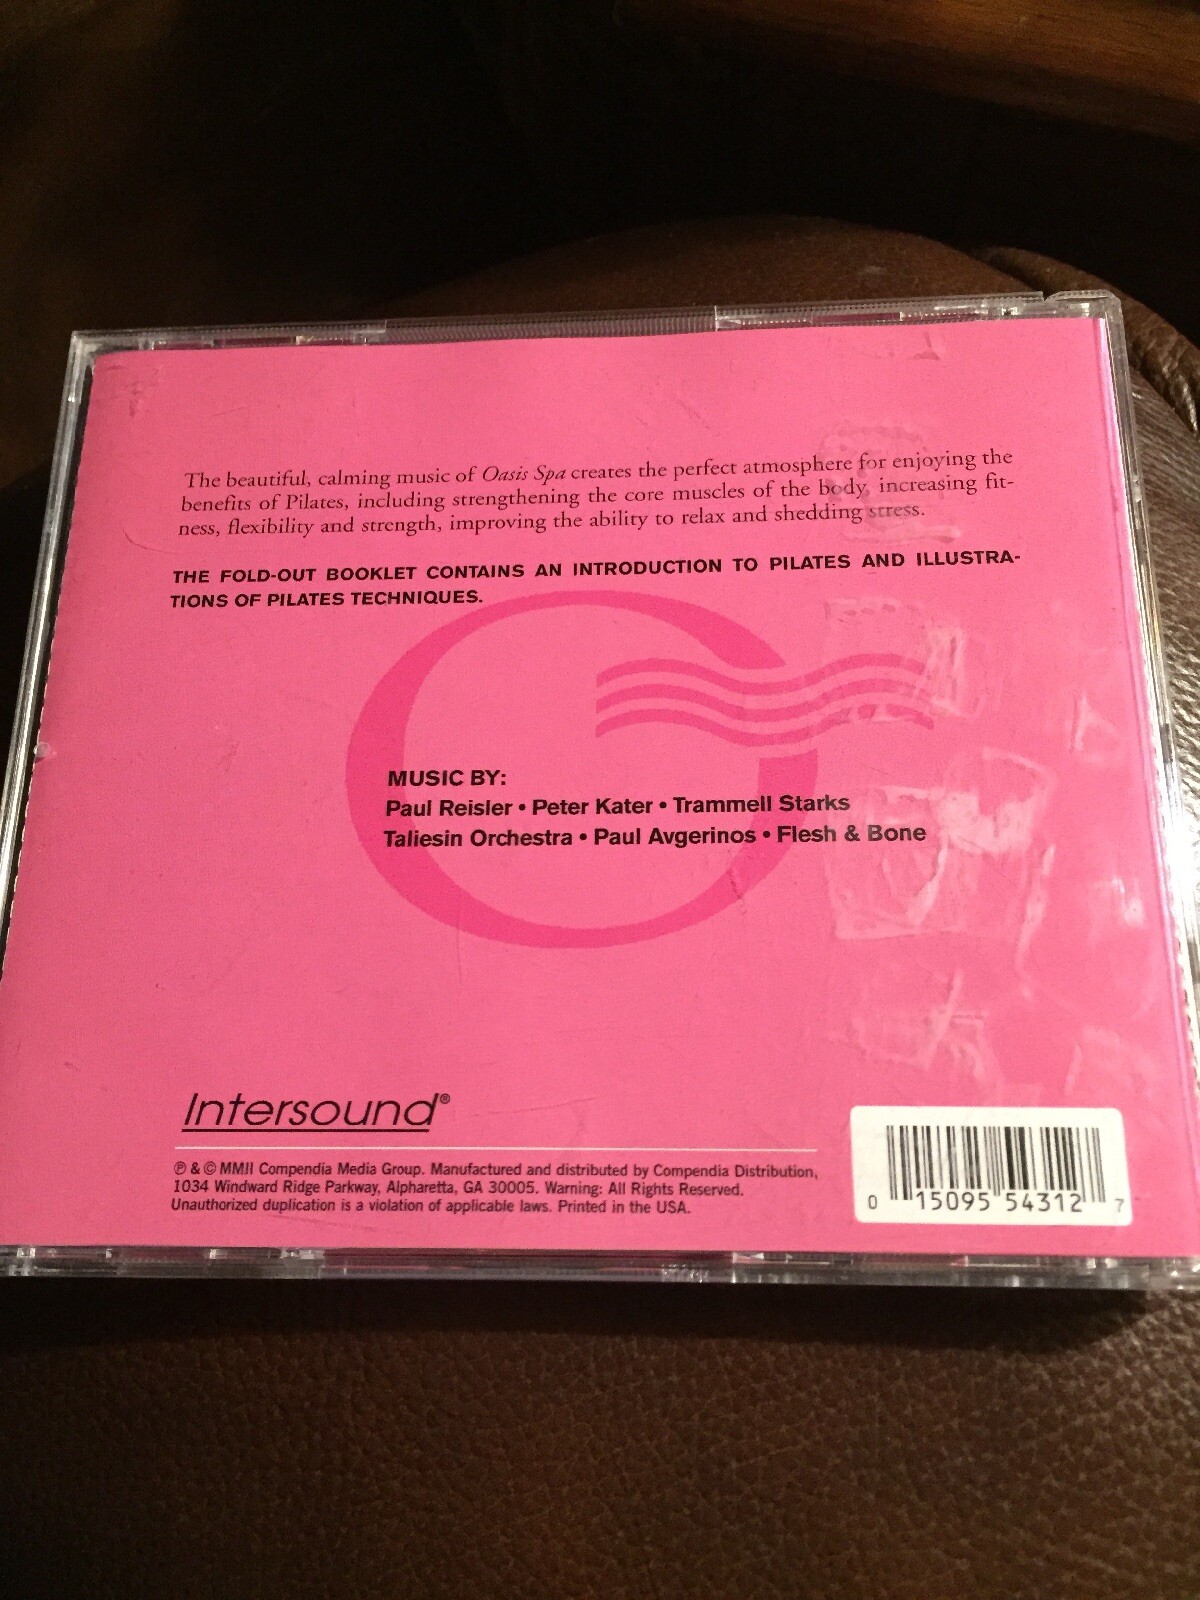 The beautiful, calming music of Oasis Spa creates the perfect atmosphere for enjoying the
benefits of Pilates, including strengthening the core muscles of the body, increasing fit-
ness, flexibility and strength, improving the ability to relax and shedding stress.
THE FOLD-OUT BOOKLET CONTAINS AN INTRODUCTION TO PILATES AND ILLUSTRA-
TIONS OF PILATES TECHNIQUES.
MUSIC BY:
Paul Reisler • Peter Kater • Trammell Starks
Taliesin Orchestra • Paul Avgerinos • Flesh & Bone
Intersound®
℗ & © MMII Compendia Media Group. Manufactured and distributed by Compendia Distribution,
1034 Windward Ridge Parkway, Alpharetta, GA 30005. Warning: All Rights Reserved.
Unauthorized duplication is a violation of applicable laws. Printed in the USA.
0 15095 54312 7